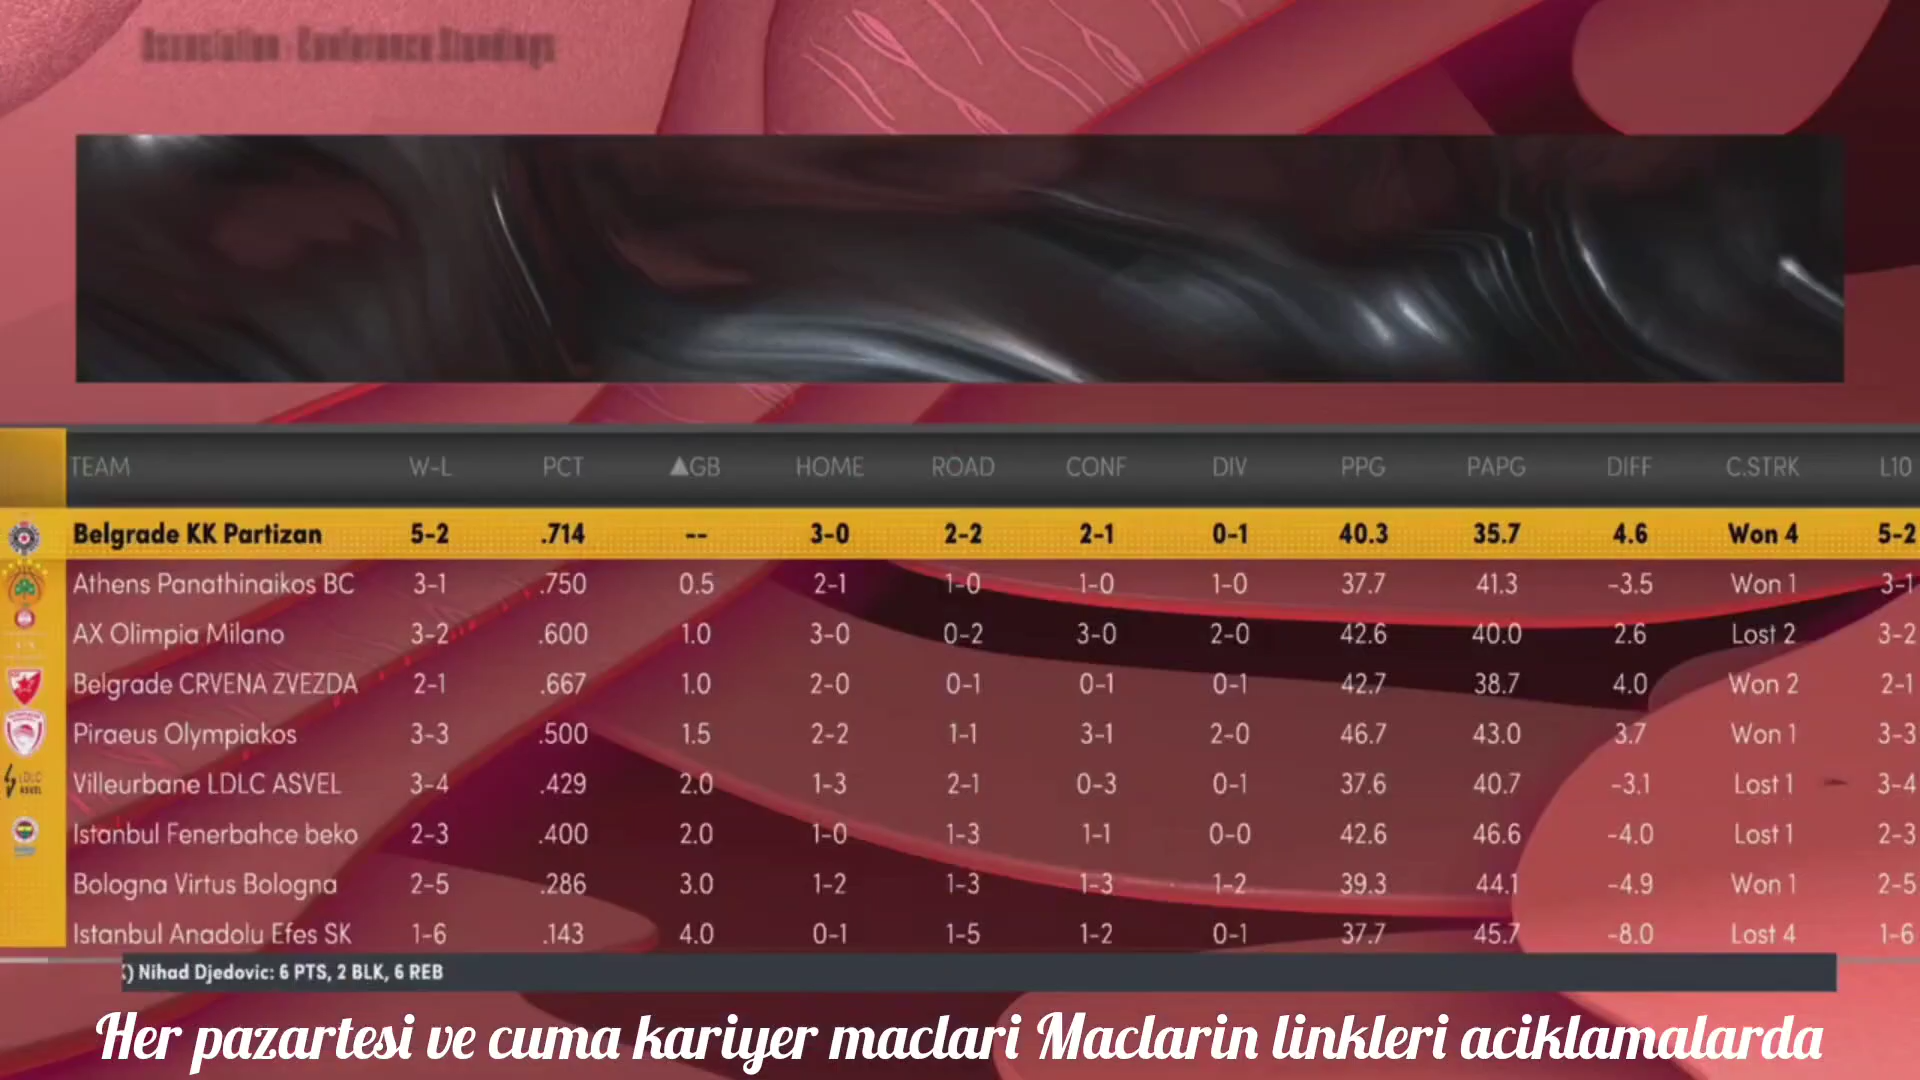 Association - Conference Standings
TEAM W-L PCT ▲GB HOME ROAD CONF DIV PPG PAPG DIFF C.STRK L10
Belgrade KK Partizan 5-2 .714 -- 3-0 2-2 2-1 0-1 40.3 35.7 4.6 Won 4 5-2
Athens Panathinaikos BC 3-1 .750 0.5 2-1 1-0 1-0 1-0 37.7 41.3 -3.5 Won 1 3-1
AX Olimpia Milano 3-2 .600 1.0 3-0 0-2 3-0 2-0 42.6 40.0 2.6 Lost 2 3-2
Belgrade CRVENA ZVEZDA 2-1 .667 1.0 2-0 0-1 0-1 0-1 42.7 38.7 4.0 Won 2 2-1
Piraeus Olympiakos 3-3 .500 1.5 2-2 1-1 3-1 2-0 46.7 43.0 3.7 Won 1 3-3
LDLC ASVEL Villeurbane LDLC ASVEL 3-4 .429 2.0 1-3 2-1 0-3 0-1 37.6 40.7 -3.1 Lost 1 3-4
Istanbul Fenerbahce beko 2-3 .400 2.0 1-0 1-3 1-1 0-0 42.6 46.6 -4.0 Lost 1 2-3
Bologna Virtus Bologna 2-5 .286 3.0 1-2 1-3 1-3 1-2 39.3 44.1 -4.9 Won 1 2-5
Istanbul Anadolu Efes SK 1-6 .143 4.0 0-1 1-5 1-2 0-1 37.7 45.7 -8.0 Lost 4 1-6
) Nihad Djedovic: 6 PTS, 2 BLK, 6 REB
Her pazartesi ve cuma kariyer maclari Maclarin linkleri aciklamalarda